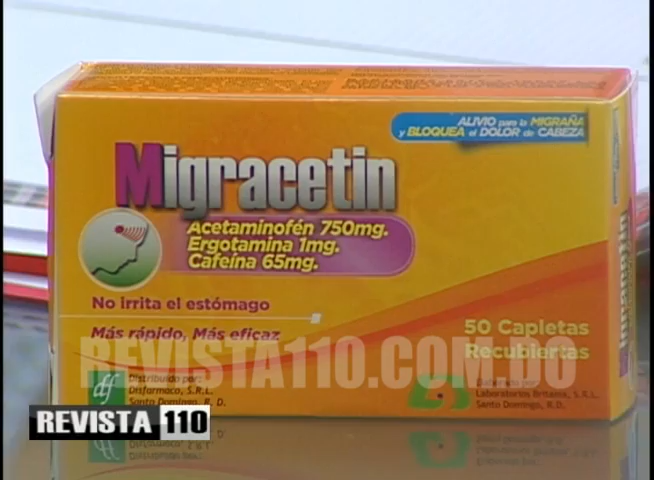 ALIVIO para la MIGRAÑA
y BLOQUEA el DOLOR de CABEZA
Migracetin
Acetaminofén 750mg.
Ergotamina 1mg.
Cafeína 65mg.
No irrita el estómago
Más rápido, Más eficaz
50 Capletas
Recubiertas
REVISTA110.COM.DO
Distribuido por:
Disfarmaco, S.R.L.
Santo Domingo, R. D.
Laboratorios Britania, S.R.L.
Santo Domingo, R.D.
REVISTA 110